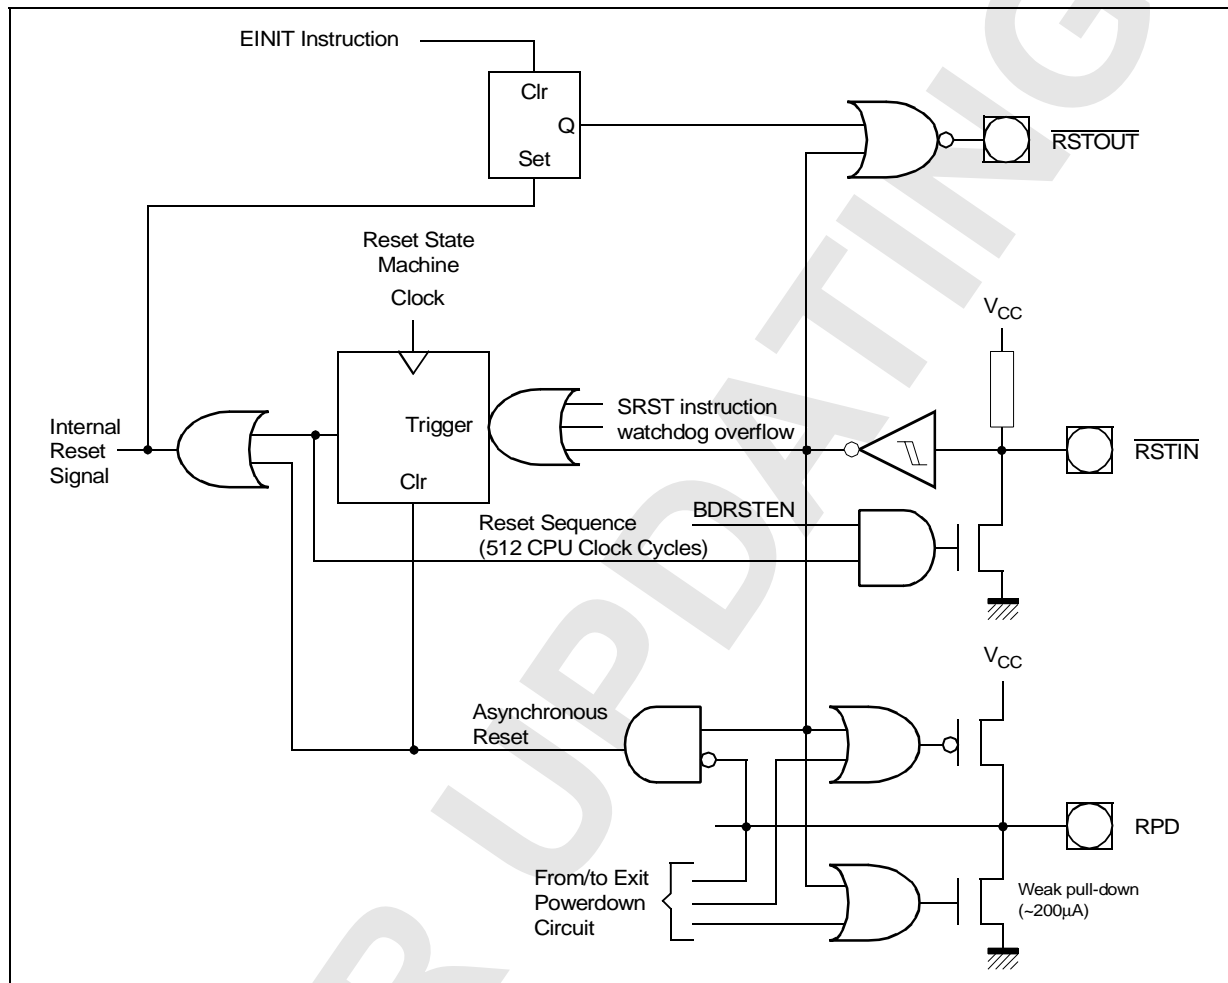 EINIT Instruction
Clr
Q
Set
RSTOUT
Reset State
Machine
Clock
VCC
Internal
Reset
Signal
Trigger
Clr
SRST instruction
watchdog overflow
RSTIN
BDRSTEN
Reset Sequence
(512 CPU Clock Cycles)
VCC
Asynchronous
Reset
RPD
From/to Exit
Powerdown
Circuit
Weak pull-down
(~200µA)
UPDATING